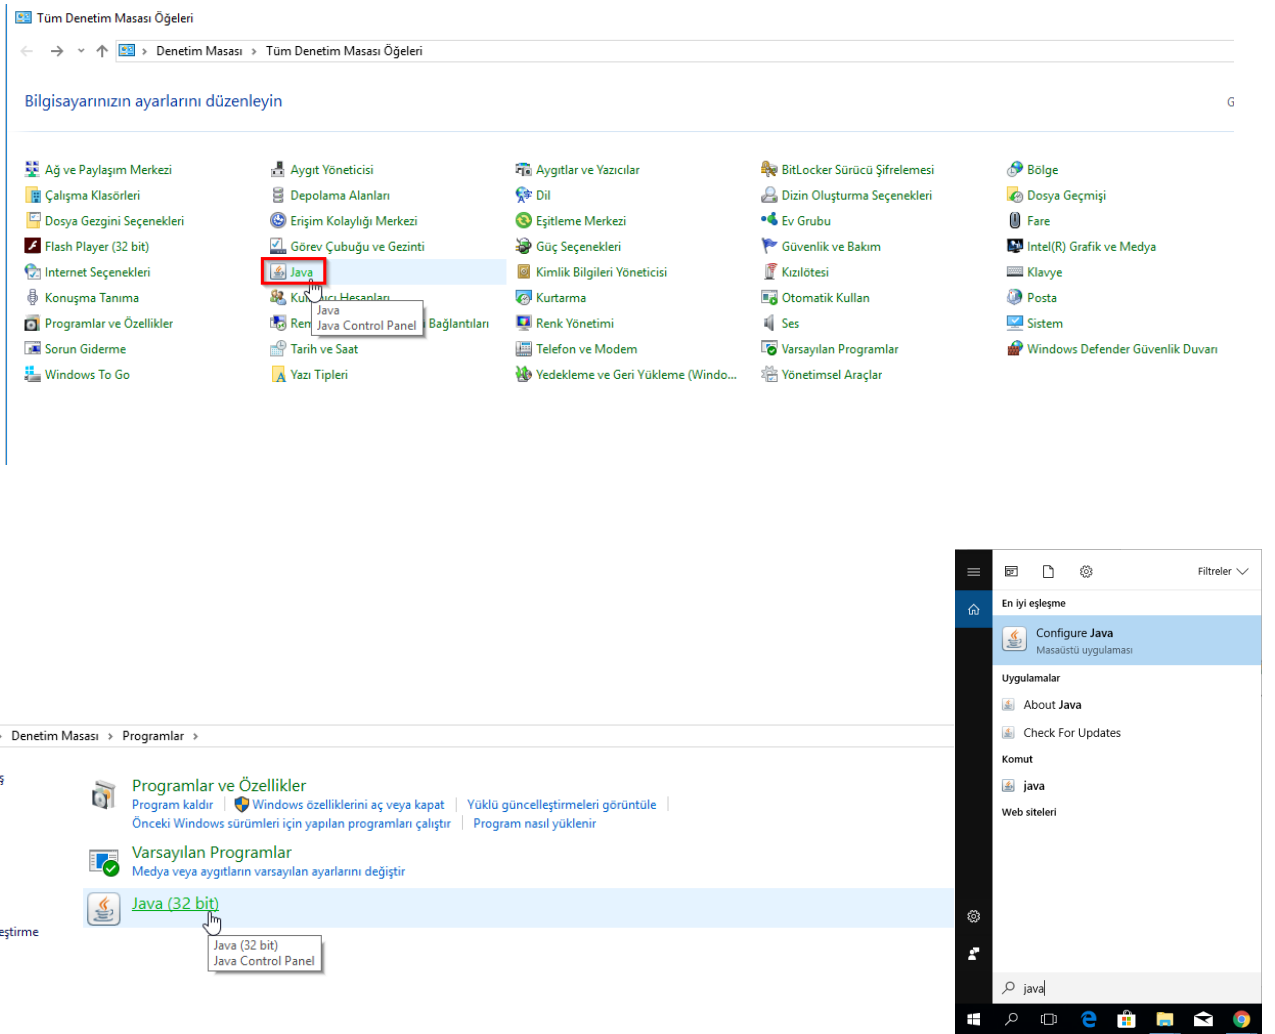 Tüm Denetim Masası Öğeleri
Denetim Masası > Tüm Denetim Masası Öğeleri
Bilgisayarınızın ayarlarını düzenleyin
G
Ağ ve Paylaşım Merkezi
Aygıt Yöneticisi
Aygıtlar ve Yazıcılar
BitLocker Sürücü Şifrelemesi
Bölge
Çalışma Klasörleri
Depolama Alanları
Dil
Dizin Oluşturma Seçenekleri
Dosya Geçmişi
Dosya Gezgini Seçenekleri
Erişim Kolaylığı Merkezi
Eşitleme Merkezi
Ev Grubu
Fare
Flash Player (32 bit)
Görev Çubuğu ve Gezinti
Güç Seçenekleri
Güvenlik ve Bakım
Intel(R) Grafik ve Medya
Internet Seçenekleri
Java
Kimlik Bilgileri Yöneticisi
Kızılötesi
Klavye
Konuşma Tanıma
Hesapları
Kurtarma
Otomatik Kullan
Posta
Java
Java Control Panel
Programlar ve Özellikler
Bağlantıları
Renk Yönetimi
Ses
Sistem
Sorun Giderme
Tarih ve Saat
Telefon ve Modem
Varsayılan Programlar
Windows Defender Güvenlik Duvarı
Windows To Go
Yazı Tipleri
Yedekleme ve Geri Yükleme (Windo...
Yönetimsel Araçlar
Filtreler
En iyi eşleşme
Configure Java
Masaüstü uygulaması
Uygulamalar
About Java
Check For Updates
Komut
java
Web siteleri
java
Denetim Masası > Programlar >
ş
Programlar ve Özellikler
Program kaldır | Windows özelliklerini aç veya kapat | Yüklü güncelleştirmeleri görüntüle
Önceki Windows sürümleri için yapılan programları çalıştır | Program nasıl yüklenir
Varsayılan Programlar
Medya veya aygıtların varsayılan ayarlarını değiştir
Java (32 bit)
eştirme
Java (32 bit)
Java Control Panel